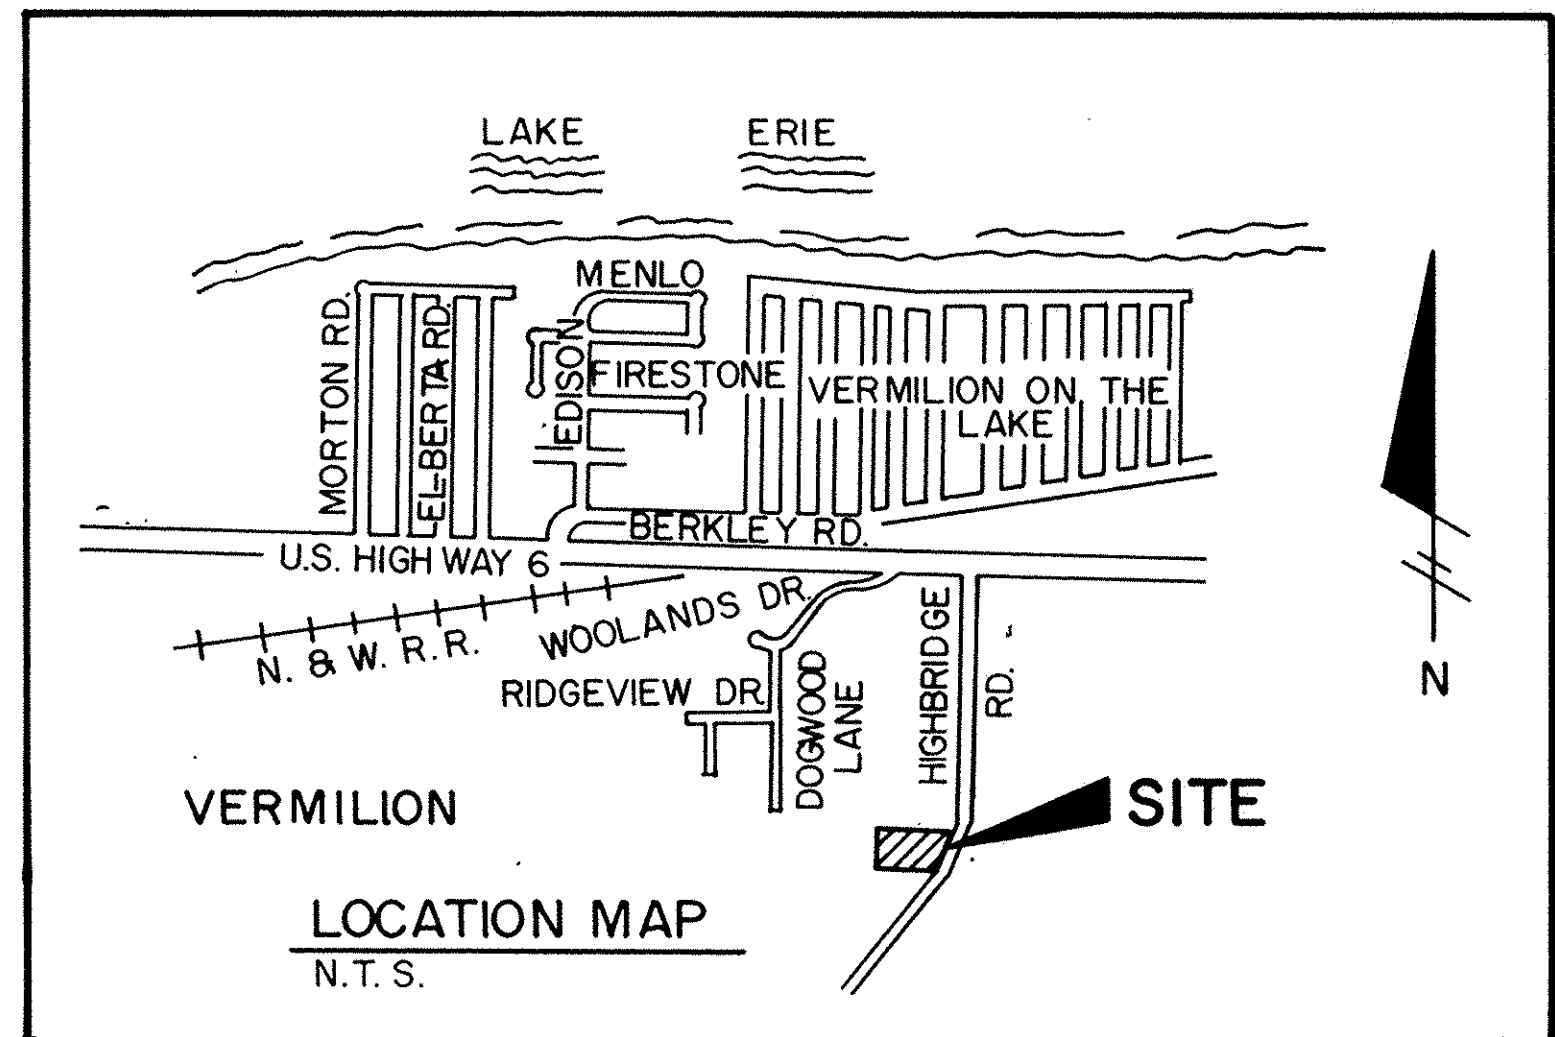 LAKE ERIE
MENLO
MORTON RD.
EL-BERTA RD.
EDISON
FIRESTONE
VERMILION ON THE
LAKE
BERKLEY RD.
U.S. HIGHWAY 6
N. & W. R.R.
WOOLANDS DR.
RIDGEVIEW DR.
DOGWOOD
LANE
HIGHBRIDGE
RD.
N
VERMILION
SITE
LOCATION MAP
N.T.S.